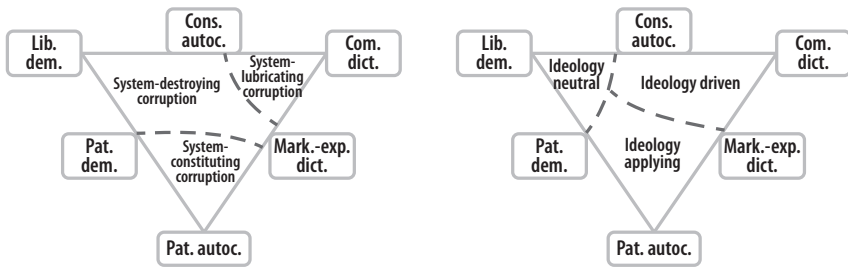 Cons.
autoc.
Lib.
dem.
System-
lubricating
corruption
Com.
dict.
System-destroying
corruption
Pat.
dem.
System-
constituting
corruption
Mark.-exp.
dict.
Pat. autoc.
Cons.
autoc.
Lib.
dem.
Com.
dict.
Ideology
neutral
Ideology driven
Pat.
dem.
Ideology
applying
Mark.-exp.
dict.
Pat. autoc.